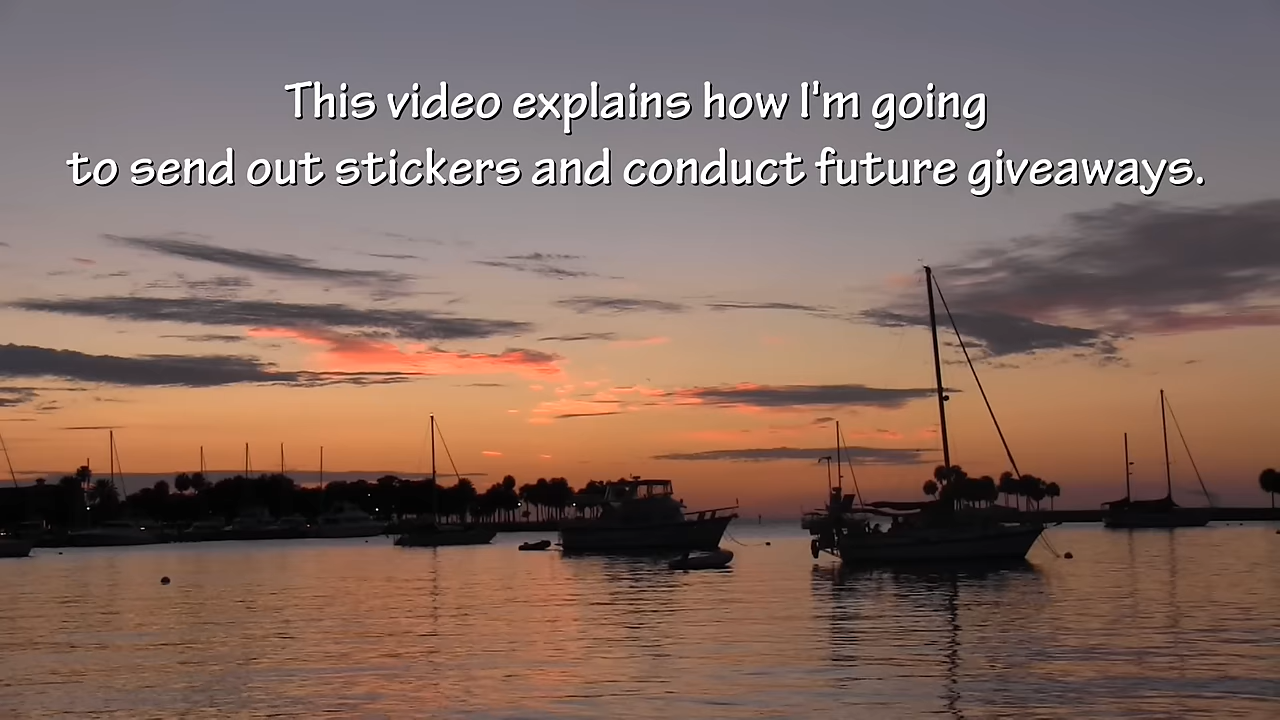 This video explains how I'm going
to send out stickers and conduct future giveaways.